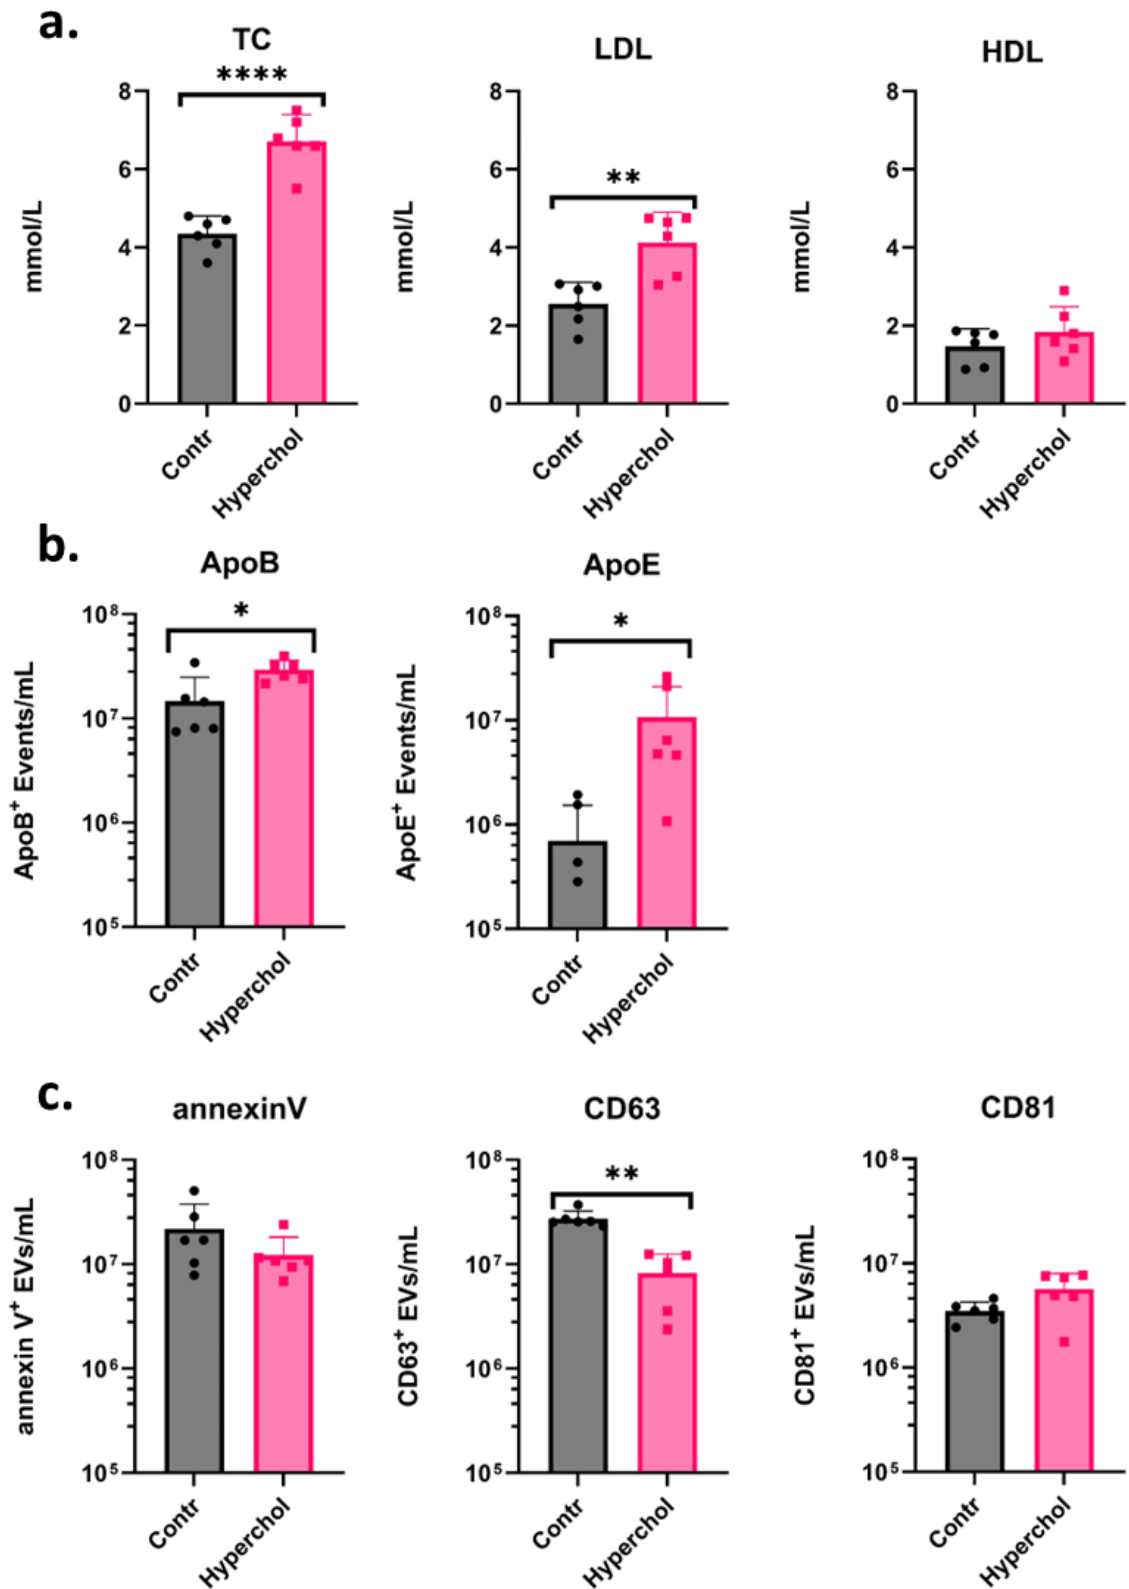 a.
TC
****
8
6
4
2
0
mmol/L
Contr
Hyperchol
LDL
**
8
6
4
2
0
mmol/L
Contr
Hyperchol
HDL
8
6
4
2
0
mmol/L
Contr
Hyperchol
b.
ApoB
*
10⁸
10⁷
10⁶
10⁵
ApoB⁺ Events/mL
Contr
Hyperchol
ApoE
*
10⁸
10⁷
10⁶
10⁵
ApoE⁺ Events/mL
Contr
Hyperchol
c.
annexinV
10⁸
10⁷
10⁶
10⁵
annexin V⁺ EVs/mL
Contr
Hyperchol
CD63
**
10⁸
10⁷
10⁶
10⁵
CD63⁺ EVs/mL
Contr
Hyperchol
CD81
10⁸
10⁷
10⁶
10⁵
CD81⁺ EVs/mL
Contr
Hyperchol